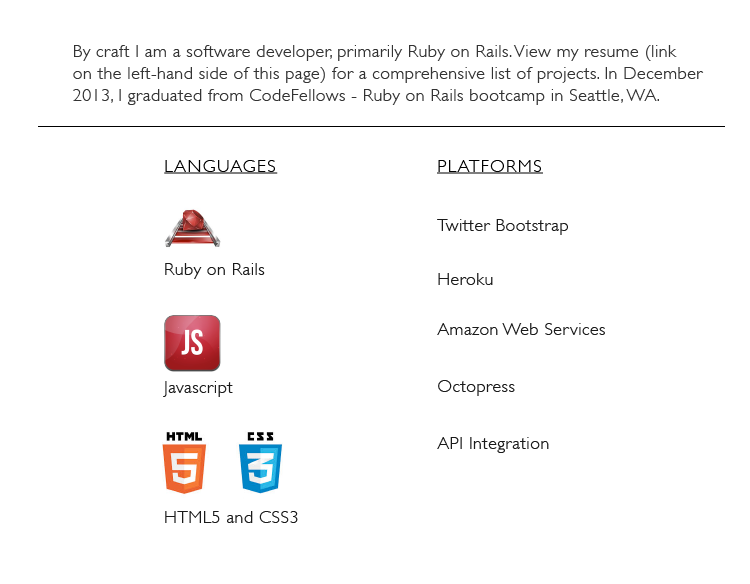 By craft I am a software developer, primarily Ruby on Rails. View my resume (link
on the left-hand side of this page) for a comprehensive list of projects. In December
2013, I graduated from CodeFellows - Ruby on Rails bootcamp in Seattle, WA.
LANGUAGES
Ruby on Rails
JS
Javascript
HTML
5
CSS
3
HTML5 and CSS3
PLATFORMS
Twitter Bootstrap
Heroku
Amazon Web Services
Octopress
API Integration